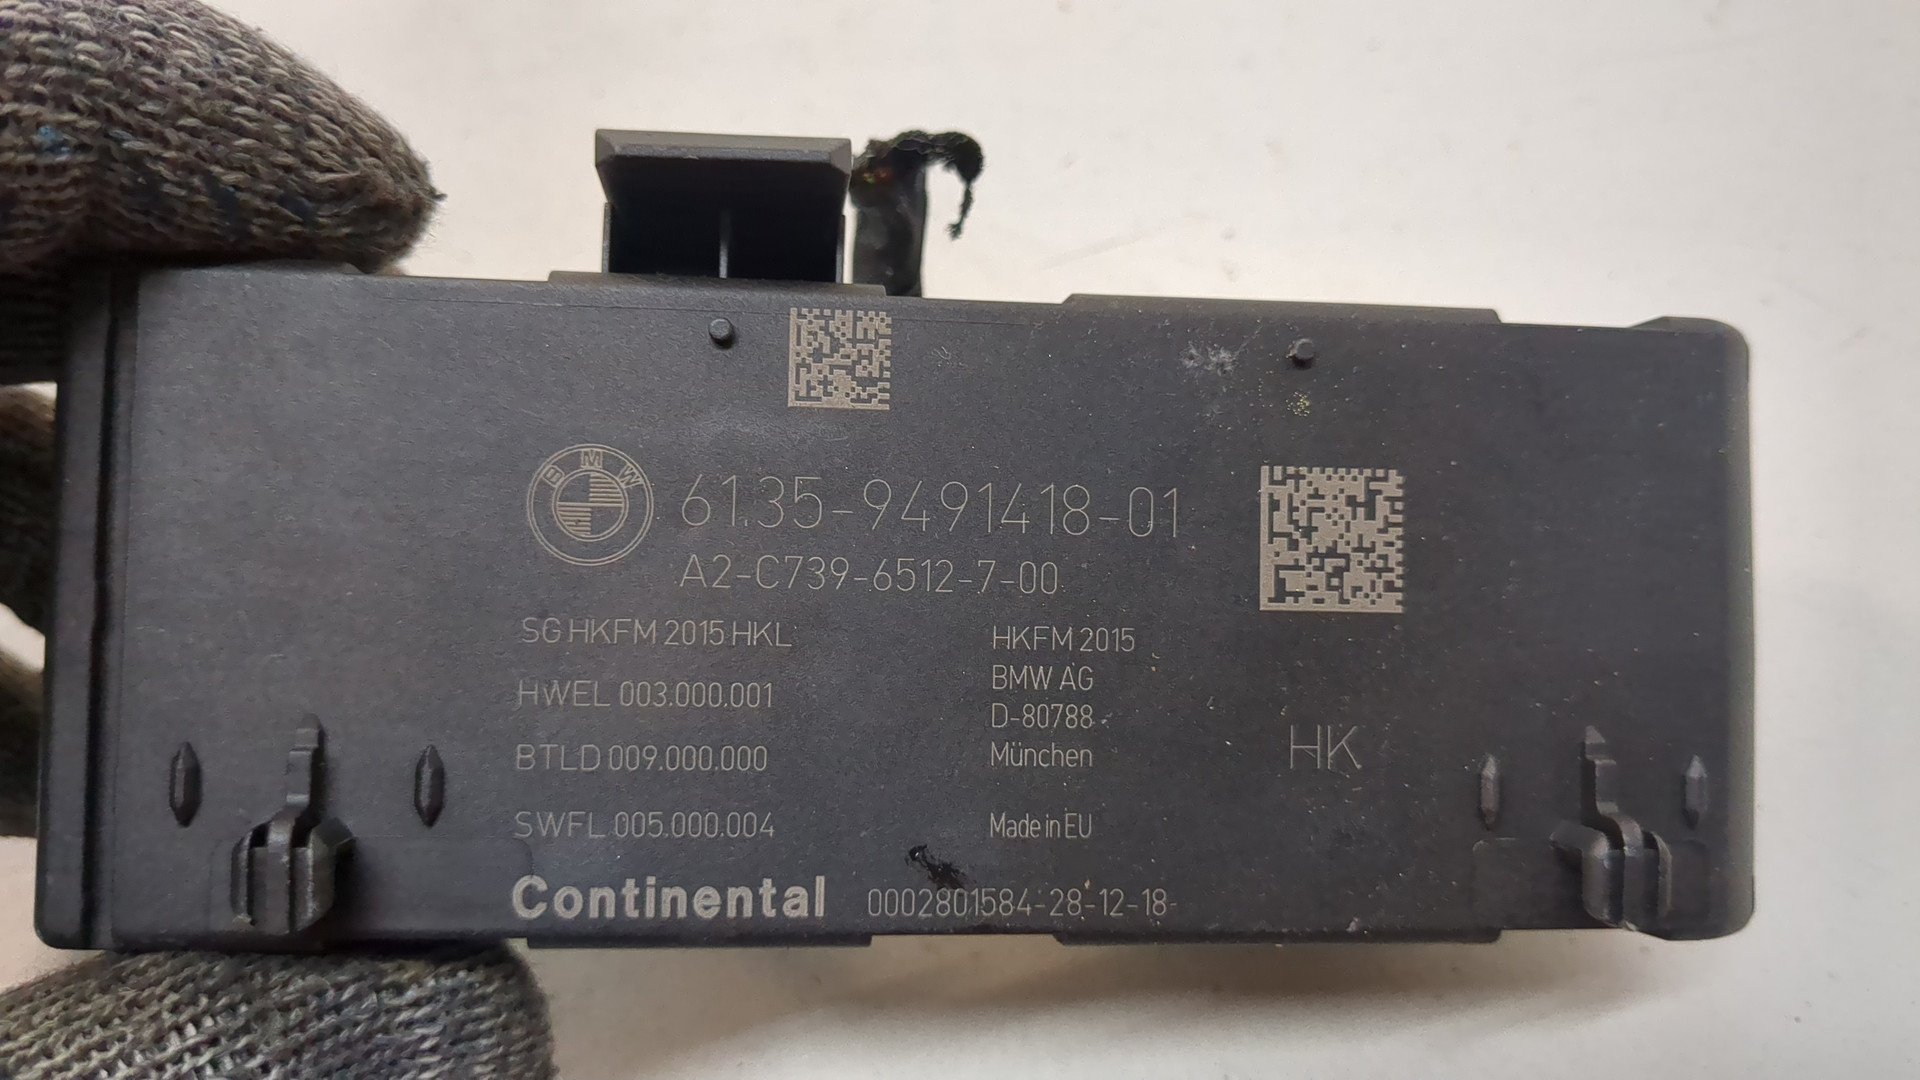 BMW 61.35-9491418-01
A2-C739-6512-7-00
SG HKFM 2015 HKL
HWEL 003.000.001
BTLD 009.000.000
SWFL 005.000.004
HKFM 2015
BMW AG
D-80788
München
Made in EU
HK
Continental 0002801584-28-12-18-